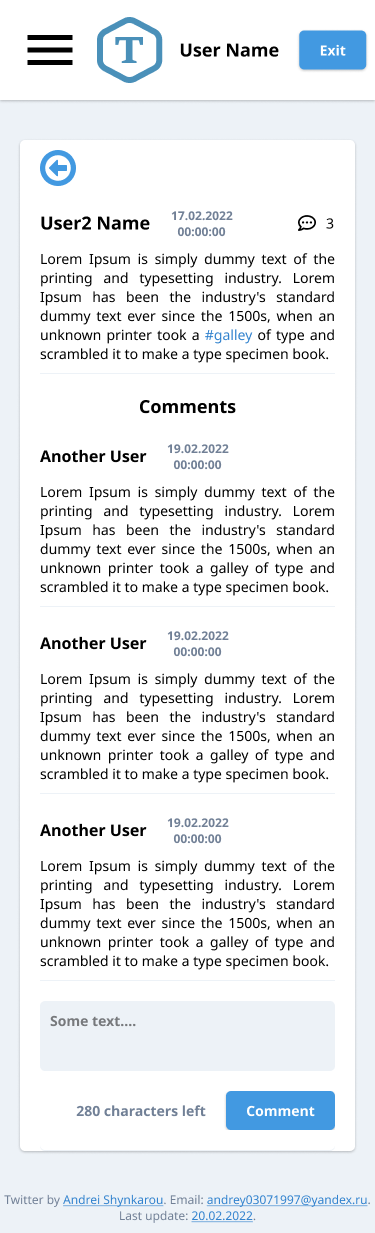 T
User Name
Exit
User2 Name
17.02.2022
00:00:00
3
Lorem Ipsum is simply dummy text of the
printing and typesetting industry. Lorem
Ipsum has been the industry's standard
dummy text ever since the 1500s, when an
unknown printer took a #galley of type and
scrambled it to make a type specimen book.
Comments
Another User
19.02.2022
00:00:00
Lorem Ipsum is simply dummy text of the
printing and typesetting industry. Lorem
Ipsum has been the industry's standard
dummy text ever since the 1500s, when an
unknown printer took a galley of type and
scrambled it to make a type specimen book.
Another User
19.02.2022
00:00:00
Lorem Ipsum is simply dummy text of the
printing and typesetting industry. Lorem
Ipsum has been the industry's standard
dummy text ever since the 1500s, when an
unknown printer took a galley of type and
scrambled it to make a type specimen book.
Another User
19.02.2022
00:00:00
Lorem Ipsum is simply dummy text of the
printing and typesetting industry. Lorem
Ipsum has been the industry's standard
dummy text ever since the 1500s, when an
unknown printer took a galley of type and
scrambled it to make a type specimen book.
Some text....
280 characters left
Comment
Twitter by Andrei Shynkarou. Email: andrey03071997@yandex.ru.
Last update: 20.02.2022.